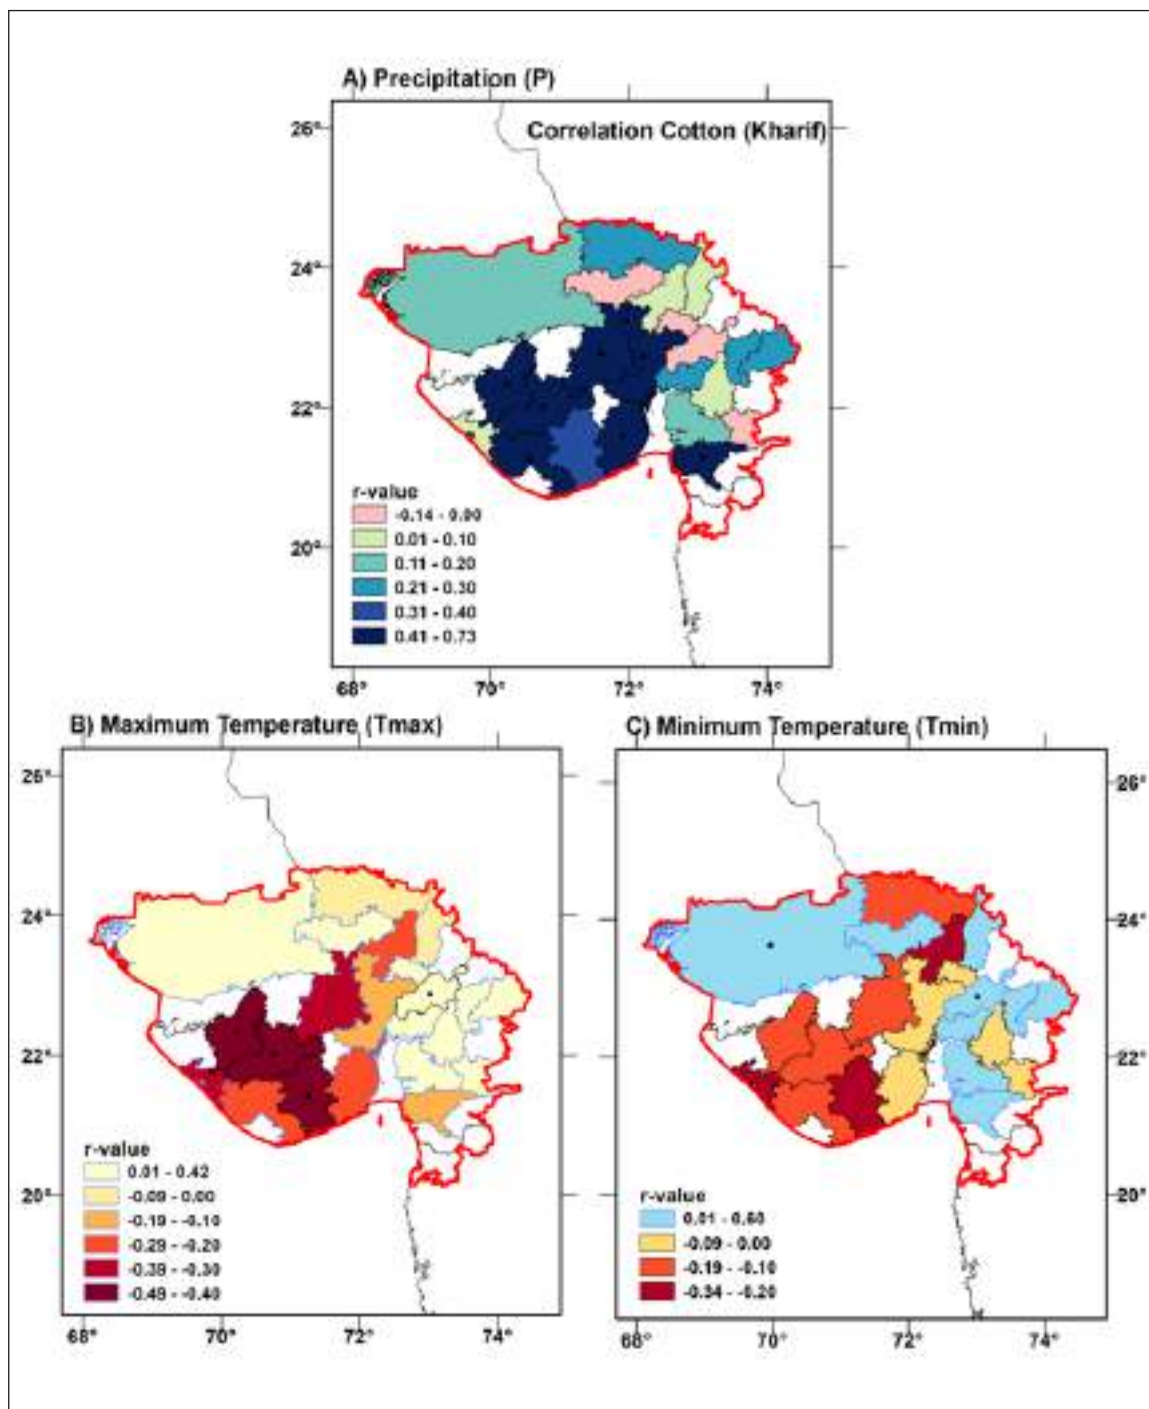 A) Precipitation (P)
Correlation Cotton (Kharif)
26°
24°
22°
20°
r-value
-0.14 - 0.00
0.01 - 0.10
0.11 - 0.20
0.21 - 0.30
0.31 - 0.40
0.41 - 0.73
68° 70° 72° 74°
B) Maximum Temperature (Tmax)
26°
24°
22°
20°
r-value
0.01 - 0.42
-0.09 - 0.00
-0.19 - -0.10
-0.29 - -0.20
-0.39 - -0.30
-0.49 - -0.40
68° 70° 72° 74°
C) Minimum Temperature (Tmin)
26°
24°
22°
20°
r-value
0.01 - 0.60
-0.09 - 0.00
-0.19 - -0.10
-0.34 - -0.20
68° 70° 72° 74°